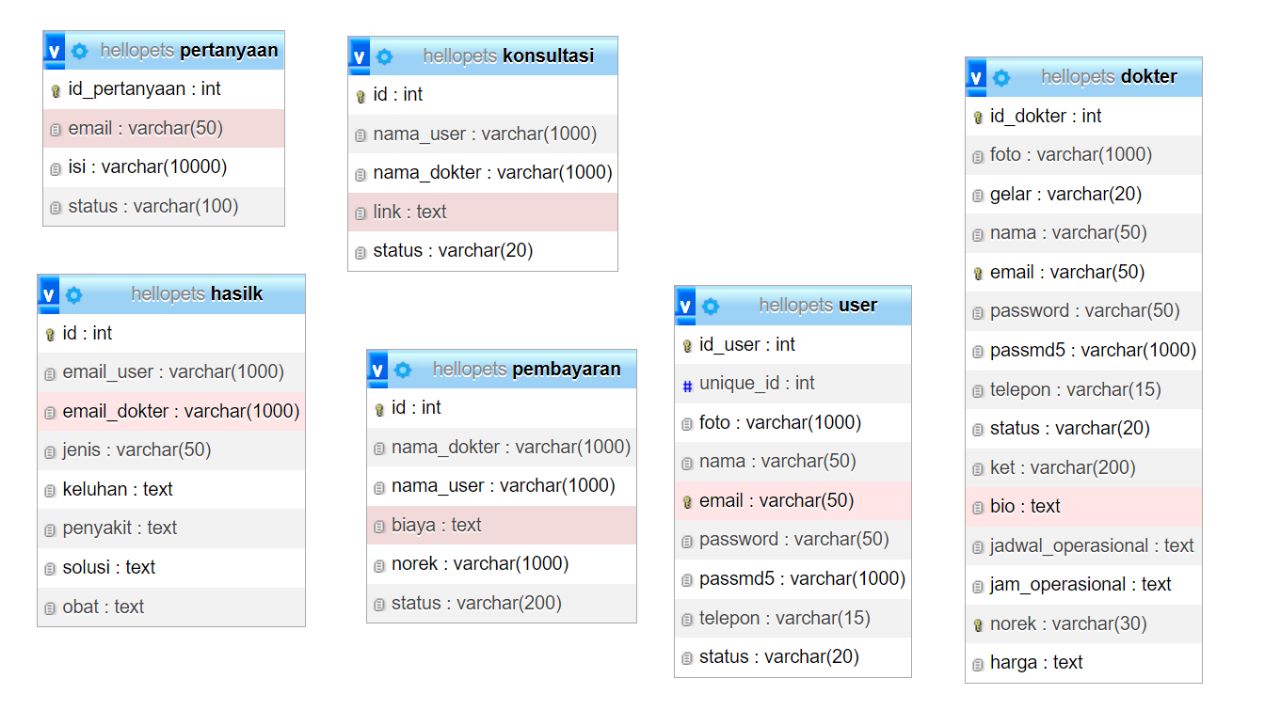 v hellopets pertanyaan
id_pertanyaan : int
email : varchar(50)
isi : varchar(10000)
status : varchar(100)
v hellopets konsultasi
id : int
nama_user : varchar(1000)
nama_dokter : varchar(1000)
link : text
status : varchar(20)
v hellopets dokter
id_dokter : int
foto : varchar(1000)
gelar : varchar(20)
nama : varchar(50)
email : varchar(50)
password : varchar(50)
passmd5 : varchar(1000)
telepon : varchar(15)
status : varchar(20)
ket : varchar(200)
bio : text
jadwal_operasional : text
jam_operasional : text
norek : varchar(30)
harga : text
v hellopets hasilk
id : int
email_user : varchar(1000)
email_dokter : varchar(1000)
jenis : varchar(50)
keluhan : text
penyakit : text
solusi : text
obat : text
v hellopets pembayaran
id : int
nama_dokter : varchar(1000)
nama_user : varchar(1000)
biaya : text
norek : varchar(1000)
status : varchar(200)
v hellopets user
id_user : int
# unique_id : int
foto : varchar(1000)
nama : varchar(50)
email : varchar(50)
password : varchar(50)
passmd5 : varchar(1000)
telepon : varchar(15)
status : varchar(20)